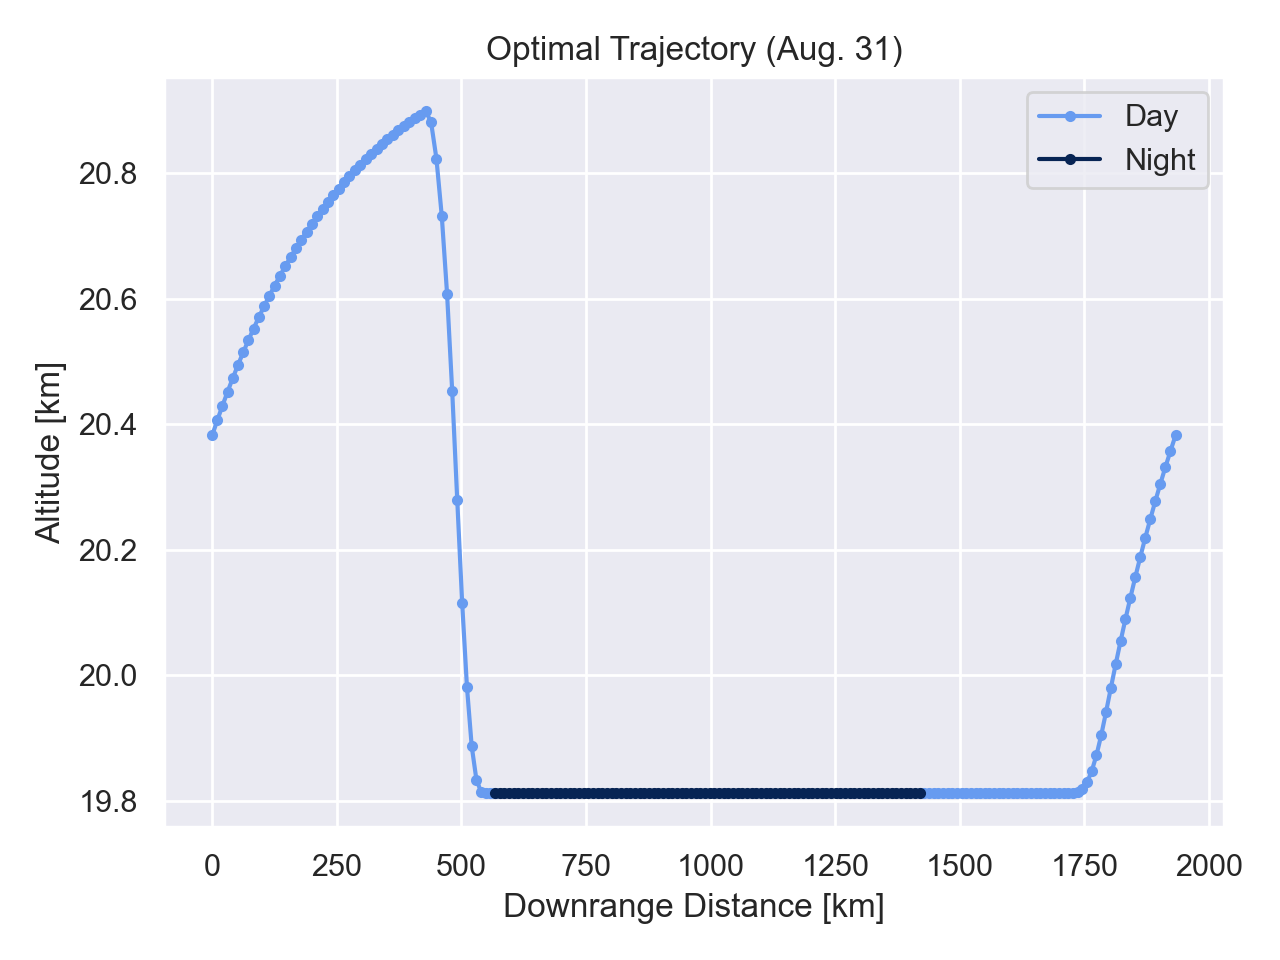 Optimal Trajectory (Aug. 31)
Day
Night
20.8
20.6
20.4
20.2
20.0
19.8
Altitude [km]
0 250 500 750 1000 1250 1500 1750 2000
Downrange Distance [km]